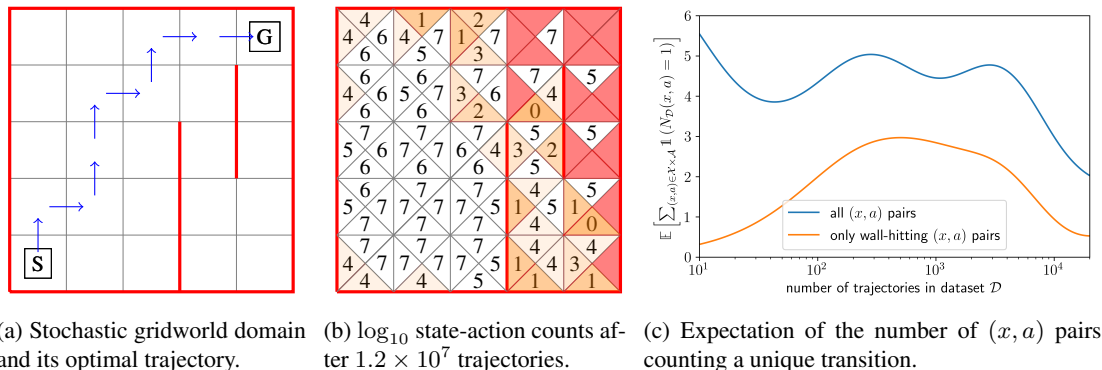 G
S
4 1 2
4 6 4 7 1 7 7
6 5 3
6 6 7 7 5
4 6 5 7 3 6 4
6 6 2 0
7 7 7 5
5 6 7 7 6 4 3 2
6 6 6 5
6 7 7 4 5
5 7 7 7 7 7 1 5 1
7 7 7 4 0
7 7 7 4 4
4 7 4 7 7 7 1 4 3
4 4 5 1 1
𝔼 [∑(x,a)∈𝒳×𝒜 𝟙 (N𝒟(x, a) = 1)]
6
5
4
3
2
1
0
all (x, a) pairs
only wall-hitting (x, a) pairs
10¹ 10² 10³ 10⁴
number of trajectories in dataset 𝒟
a) Stochastic gridworld domain
and its optimal trajectory.
(b) log₁₀ state-action counts af-
ter 1.2 × 10⁷ trajectories.
(c) Expectation of the number of (x, a) pairs
counting a unique transition.